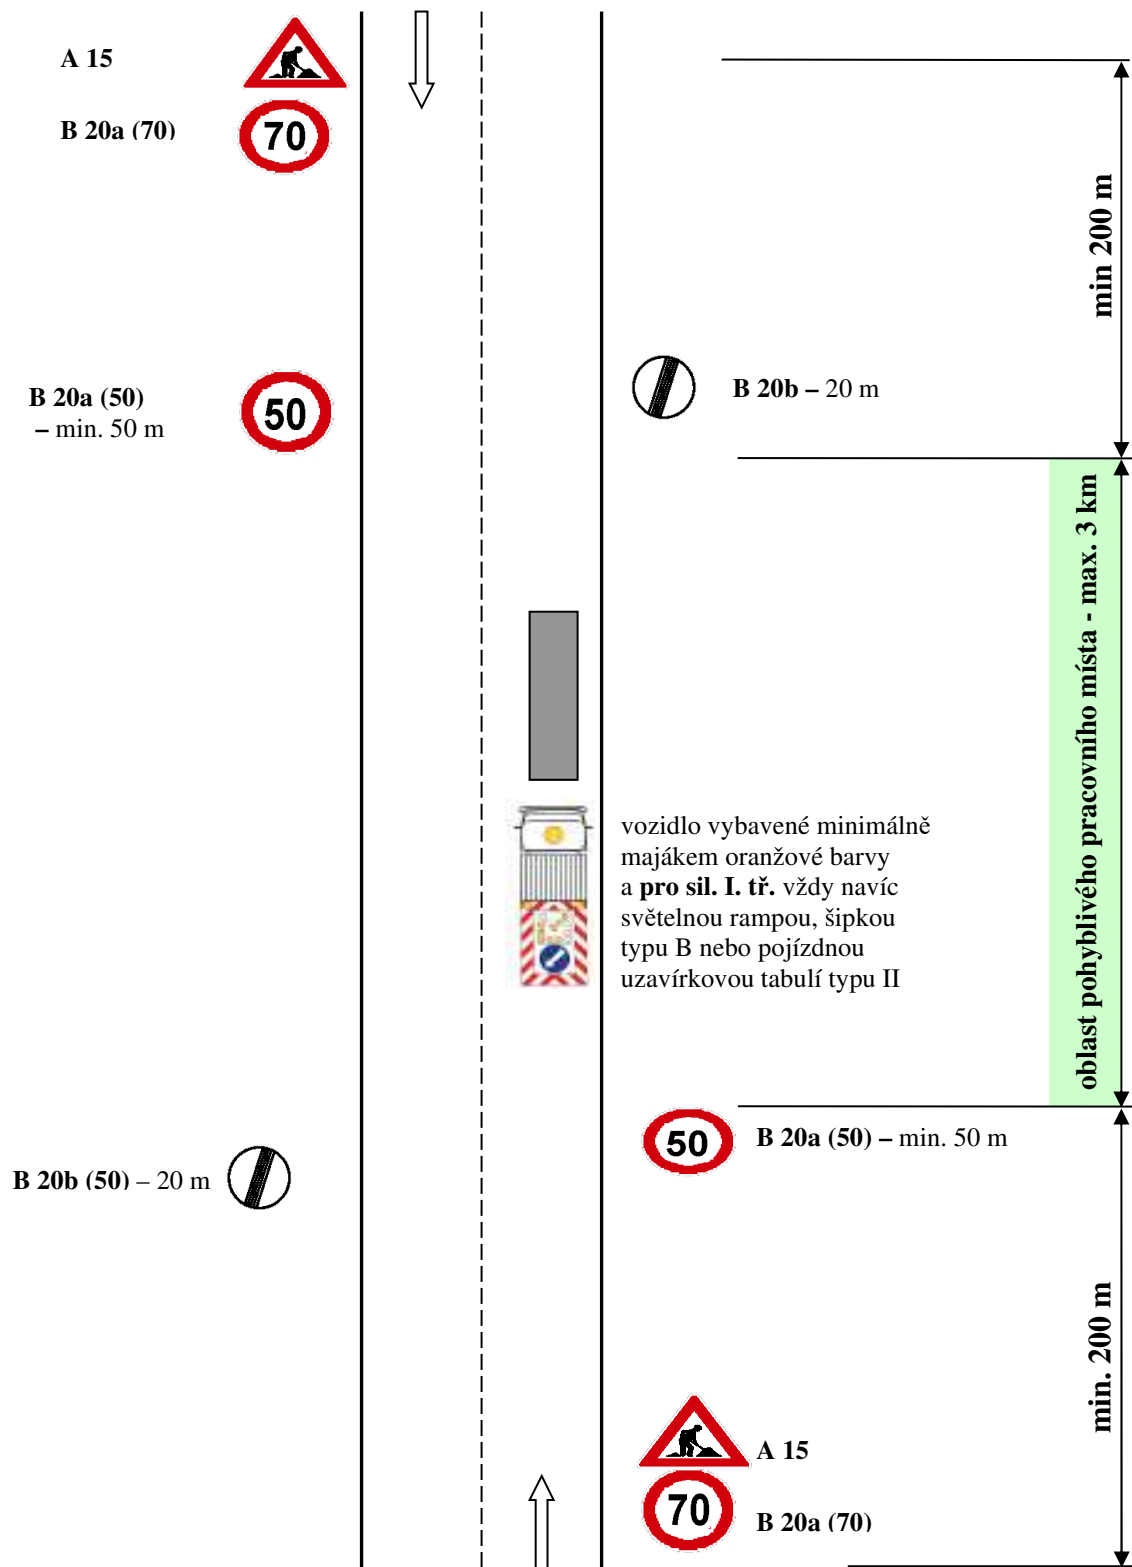 A 15
B 20a (70)
70
min 200 m
B 20a (50)
– min. 50 m
50
B 20b – 20 m
oblast pohyblivého pracovního místa - max. 3 km
vozidlo vybavené minimálně
majákem oranžové barvy
a pro sil. I. tř. vždy navíc
světelnou rampou, šipkou
typu B nebo pojízdnou
uzavírkovou tabulí typu II
50
B 20a (50) – min. 50 m
B 20b (50) – 20 m
min. 200 m
A 15
70
B 20a (70)